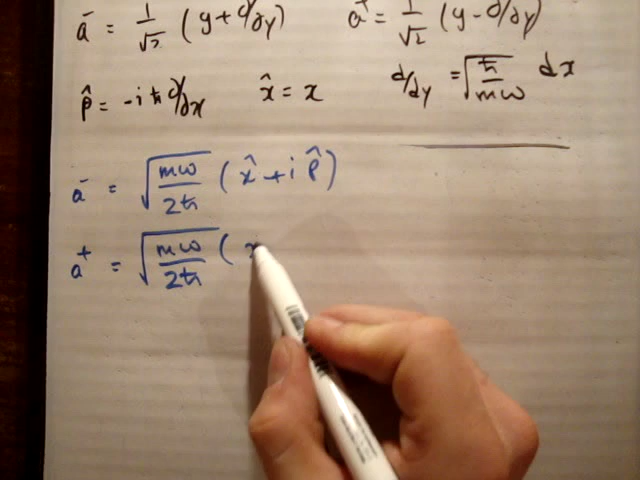 a⁻ = 1/√2 (y + d/dy) a⁺ = 1/√2 (y - d/dy)
p̂ = -iħ d/dx x̂ = x d/dy = √(ħ/mω) dx
a⁻ = √(mω/2ħ) (x̂ + i p̂)
a⁺ = √(mω/2ħ) (x